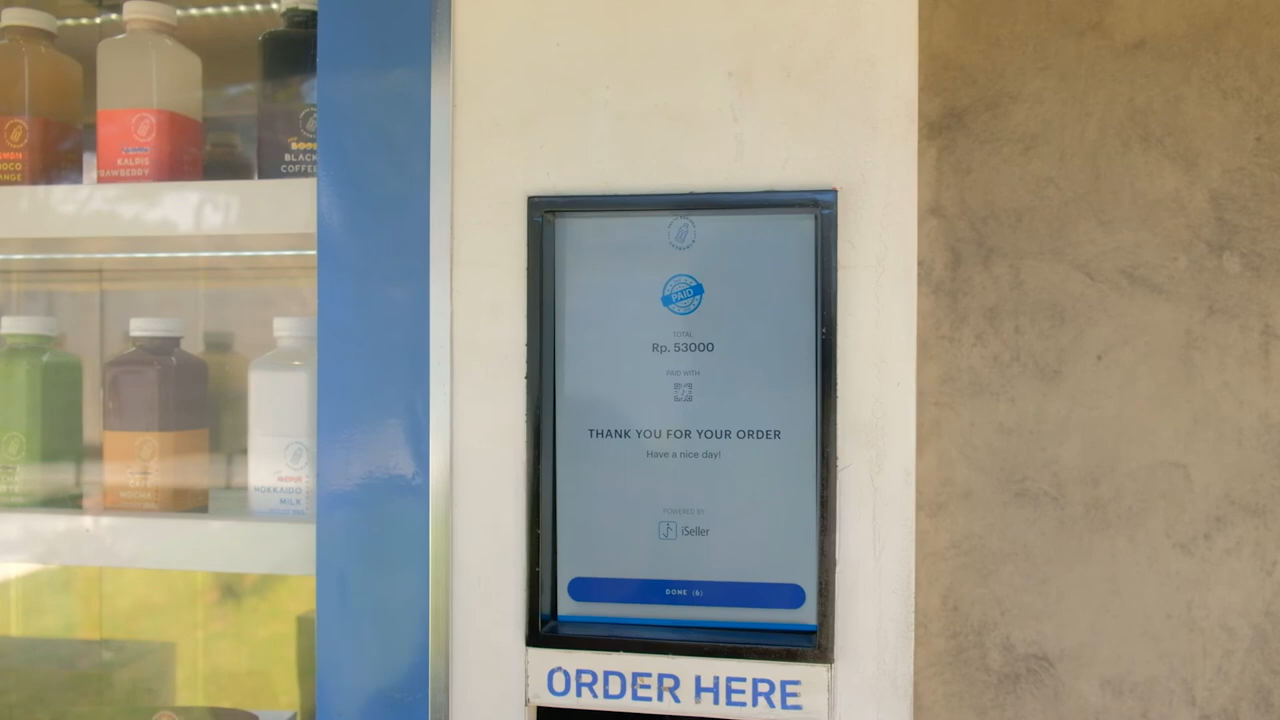 KALPIS
BLACK
COFFEE
MOCHA
HOKKAIDO
MILK
PAID
TOTAL
Rp. 53000
PAID WITH
THANK YOU FOR YOUR ORDER
Have a nice day!
POWERED BY
iSeller
DONE (6)
ORDER HERE